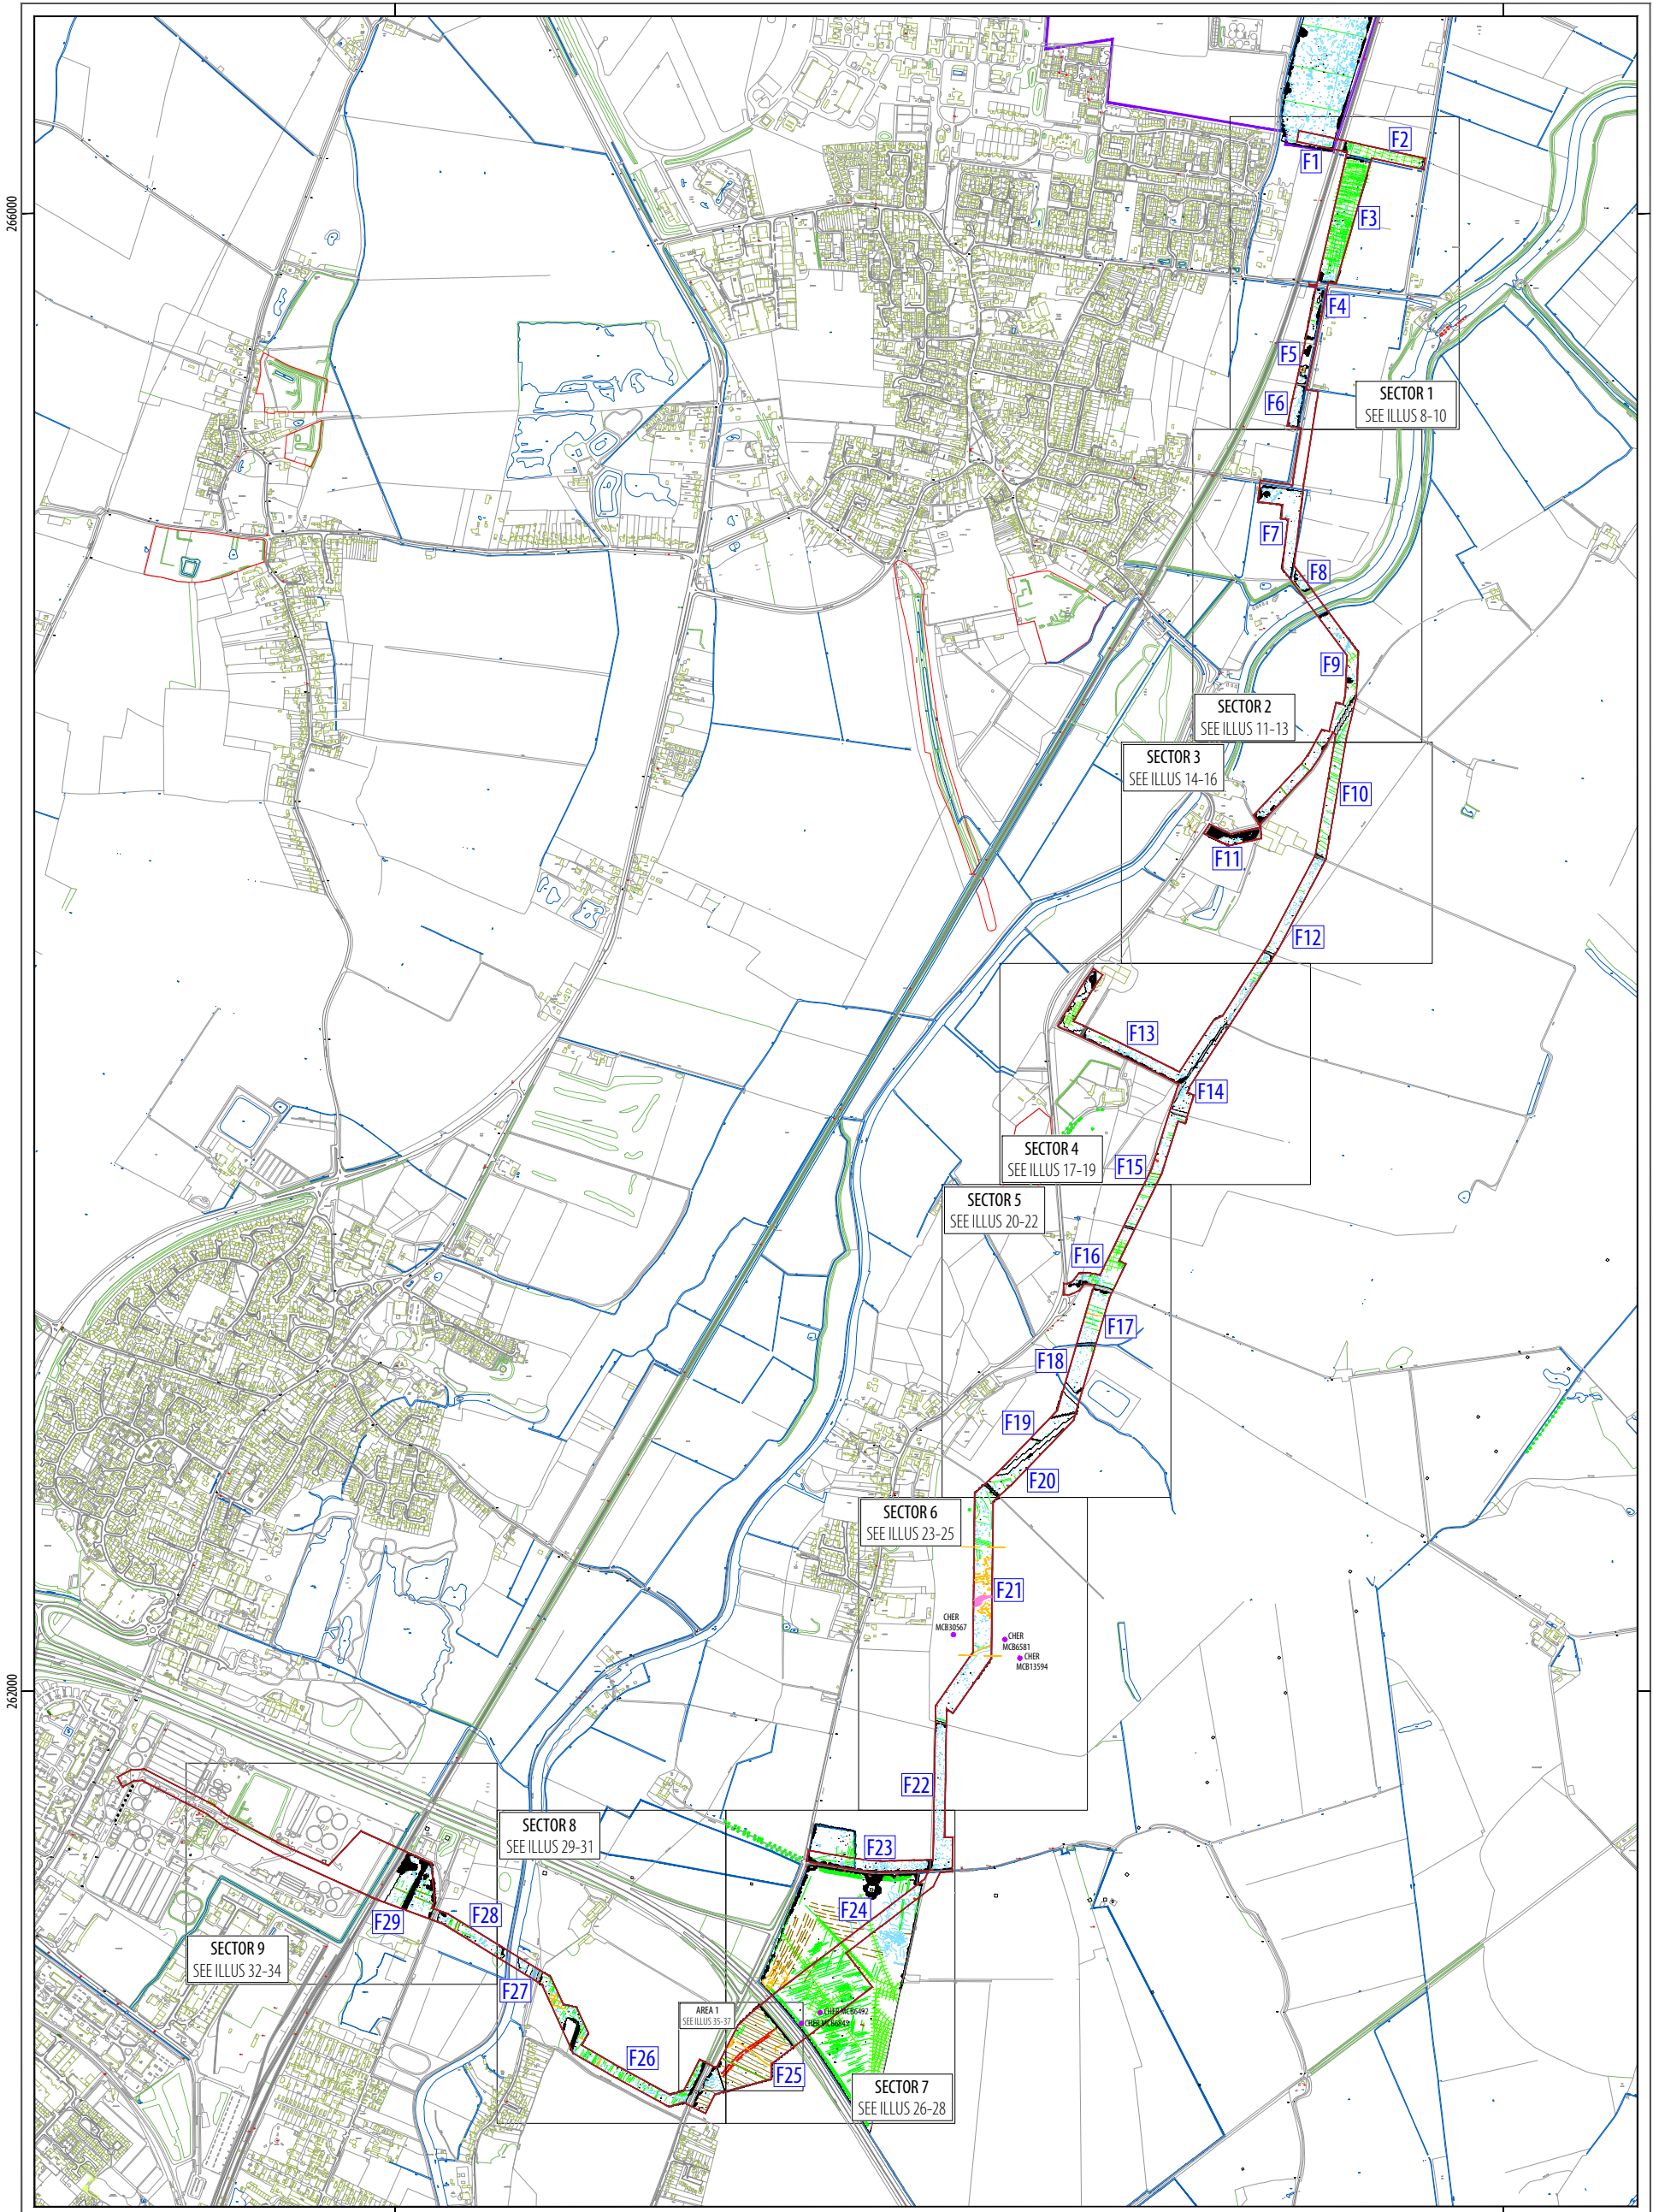 266000
262000
F1
F2
F3
F4
F5
F6
SECTOR 1
SEE ILLUS 8-10
F7
F8
F9
SECTOR 2
SEE ILLUS 11-13
SECTOR 3
SEE ILLUS 14-16
F10
F11
F12
F13
F14
SECTOR 4
SEE ILLUS 17-19
F15
SECTOR 5
SEE ILLUS 20-22
F16
F17
F18
F19
F20
SECTOR 6
SEE ILLUS 23-25
F21
CHER
MCB30567
CHER
MCB6581
CHER
MCB13594
F22
SECTOR 8
SEE ILLUS 29-31
F23
F24
F29
F28
SECTOR 9
SEE ILLUS 32-34
F27
AREA 1
SEE ILLUS 35-37
CHER MCB6492
CHER MCB6849
F26
F25
SECTOR 7
SEE ILLUS 26-28